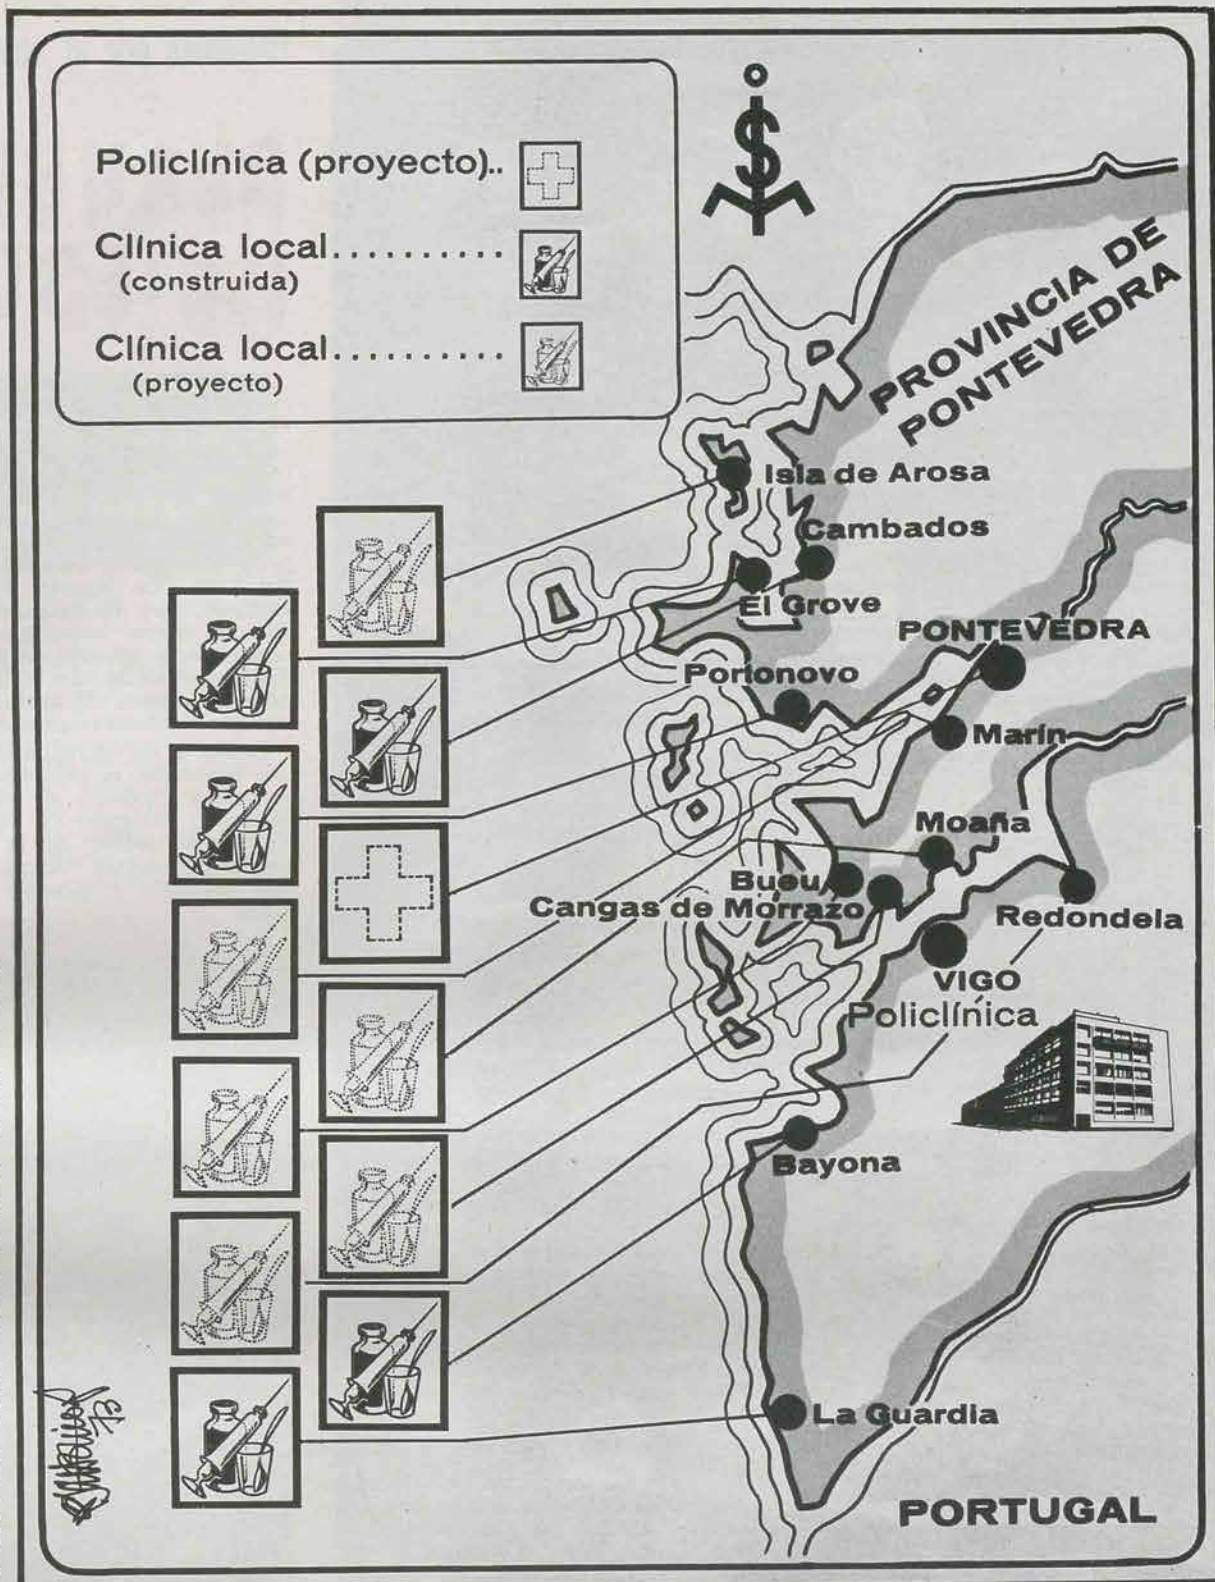 Policlínica (proyecto)..
Clínica local..........
(construida)
Clínica local..........
(proyecto)
PROVINCIA DE
PONTEVEDRA
Isla de Arosa
Cambados
El Grove
PONTEVEDRA
Portonovo
Marín
Moaña
Bueu
Cangas de Morrazo
Redondela
VIGO
Policlínica
Bayona
La Guardia
PORTUGAL